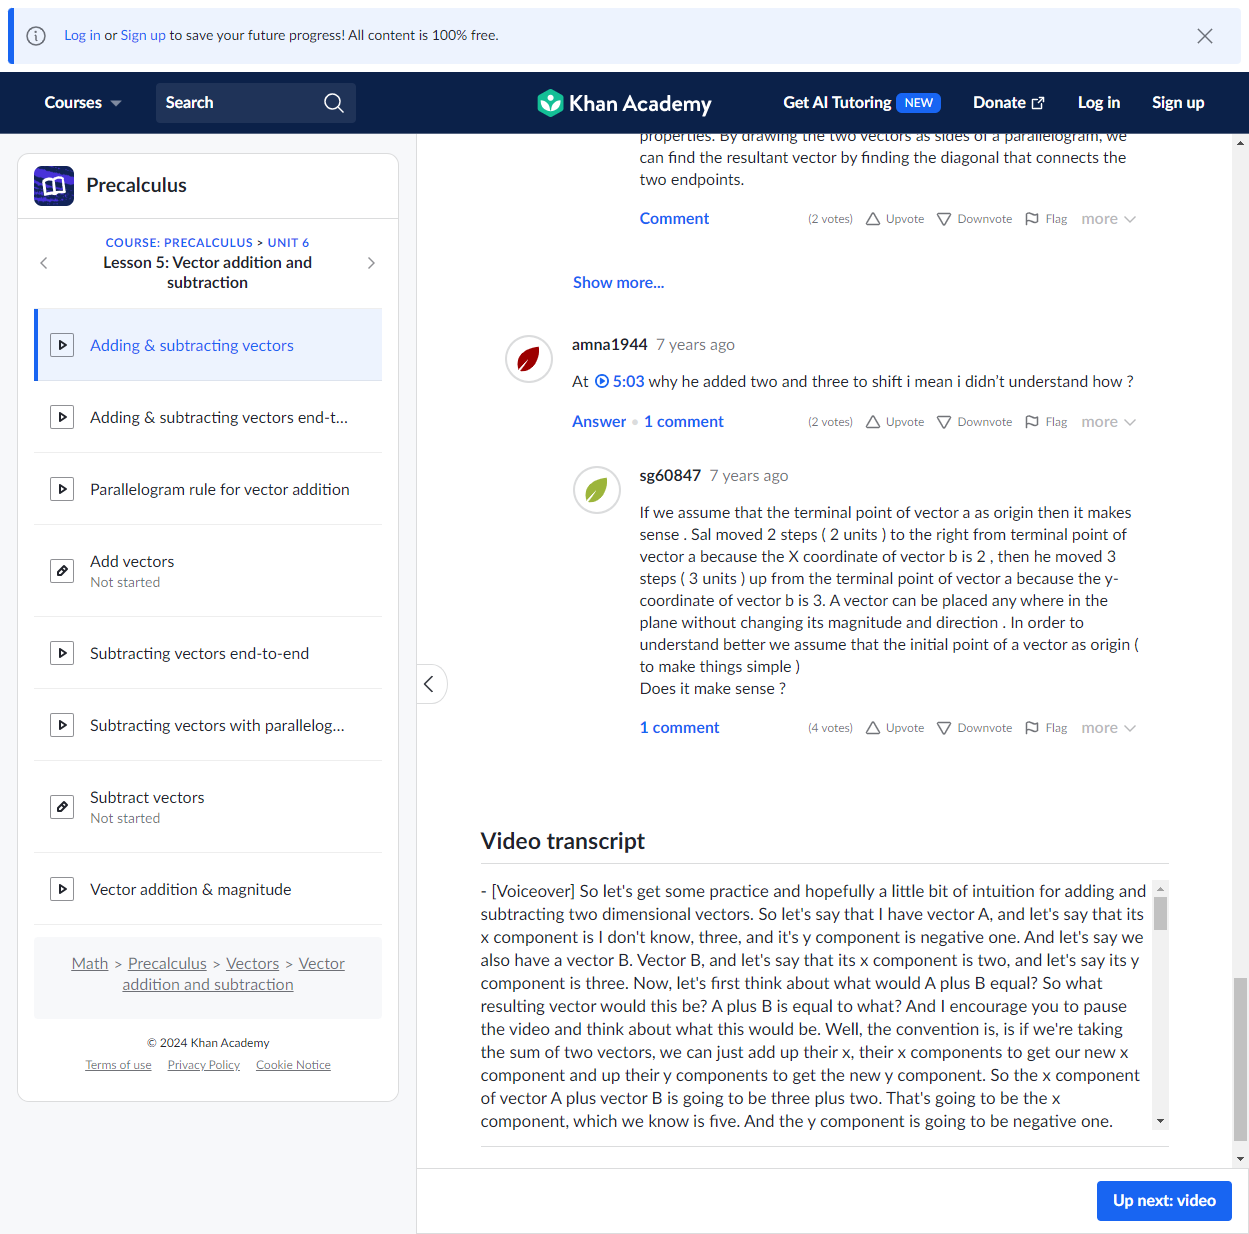 Log in or Sign up to save your future progress! All content is 100% free.
Courses
Search
Khan Academy
Get AI Tutoring NEW
Donate
Log in
Sign up
Precalculus
COURSE: PRECALCULUS > UNIT 6
Lesson 5: Vector addition and
subtraction
Adding & subtracting vectors
Adding & subtracting vectors end-t...
Parallelogram rule for vector addition
Add vectors
Not started
Subtracting vectors end-to-end
Subtracting vectors with parallelog...
Subtract vectors
Not started
Vector addition & magnitude
Math > Precalculus > Vectors > Vector
addition and subtraction
© 2024 Khan Academy
Terms of use Privacy Policy Cookie Notice
properties. By drawing the two vectors as sides of a parallelogram, we
can find the resultant vector by finding the diagonal that connects the
two endpoints.
Comment (2 votes) Upvote Downvote Flag more
Show more...
amna1944 7 years ago
At 5:03 why he added two and three to shift i mean i didn't understand how ?
Answer • 1 comment (2 votes) Upvote Downvote Flag more
sg60847 7 years ago
If we assume that the terminal point of vector a as origin then it makes
sense . Sal moved 2 steps ( 2 units ) to the right from terminal point of
vector a because the X coordinate of vector b is 2 , then he moved 3
steps ( 3 units ) up from the terminal point of vector a because the y-
coordinate of vector b is 3. A vector can be placed any where in the
plane without changing its magnitude and direction . In order to
understand better we assume that the initial point of a vector as origin (
to make things simple )
Does it make sense ?
1 comment (4 votes) Upvote Downvote Flag more
Video transcript
- [Voiceover] So let's get some practice and hopefully a little bit of intuition for adding and
subtracting two dimensional vectors. So let's say that I have vector A, and let's say that its
x component is I don't know, three, and it's y component is negative one. And let's say we
also have a vector B. Vector B, and let's say that its x component is two, and let's say its y
component is three. Now, let's first think about what would A plus B equal? So what
resulting vector would this be? A plus B is equal to what? And I encourage you to pause
the video and think about what this would be. Well, the convention is, is if we're taking
the sum of two vectors, we can just add up their x, their x components to get our new x
component and up their y components to get the new y component. So the x component
of vector A plus vector B is going to be three plus two. That's going to be the x
component, which we know is five. And the y component is going to be negative one.
Up next: video